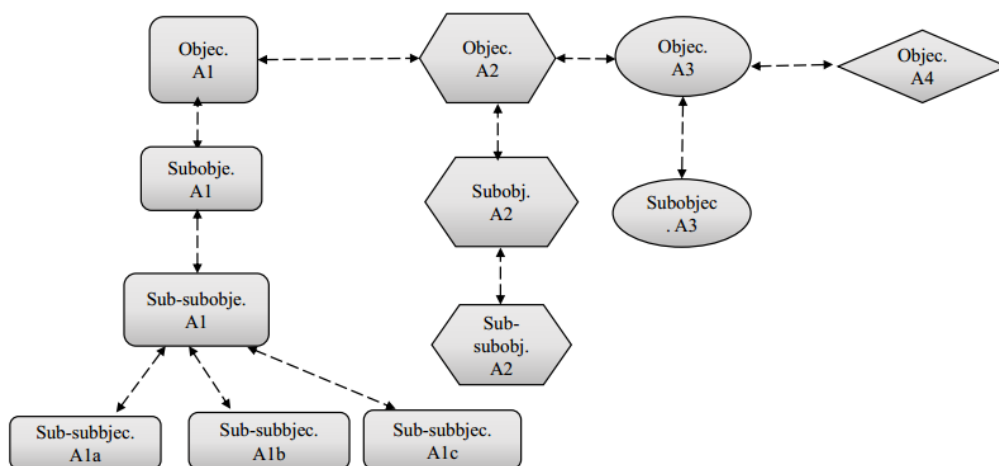 Objec.
A1
Objec.
A2
Objec.
A3
Objec.
A4
Subobje.
A1
Subobj.
A2
Subobjec
. A3
Sub-subobje.
A1
Sub-
subobj.
A2
Sub-subbjec.
A1a
Sub-subbjec.
A1b
Sub-subbjec.
A1c